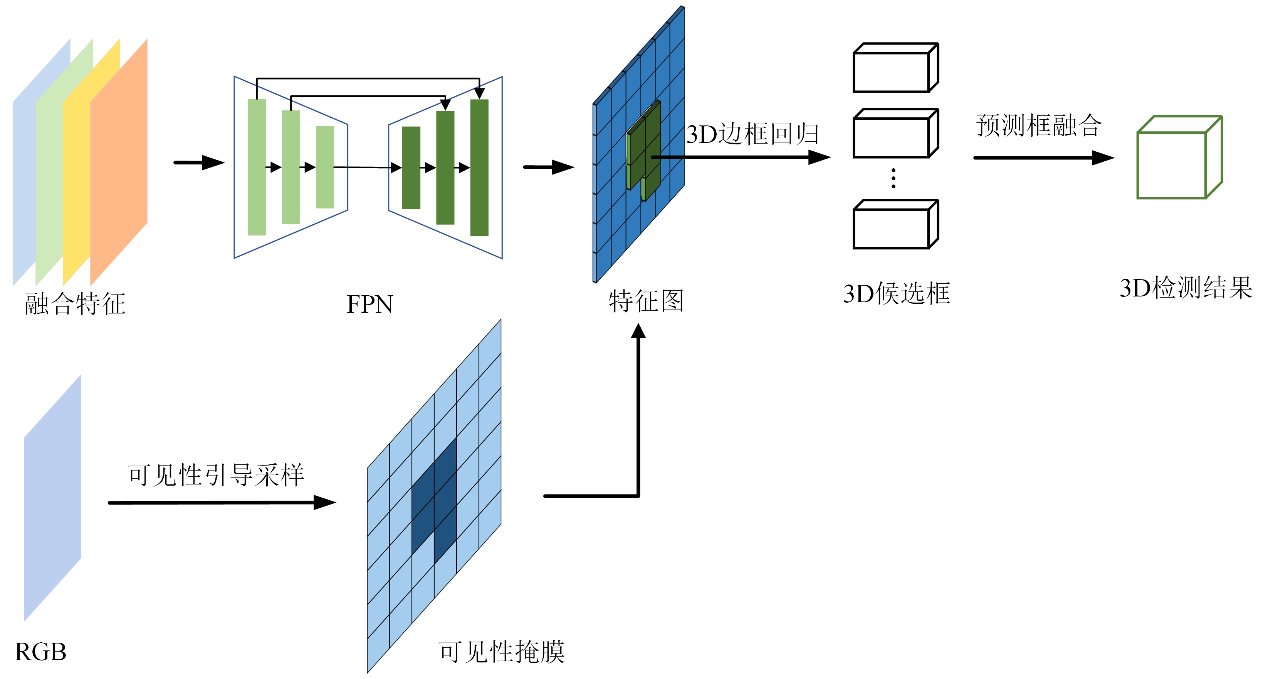 3D边框回归
预测框融合
融合特征
FPN
特征图
3D候选框
3D检测结果
可见性引导采样
RGB
可见性掩膜